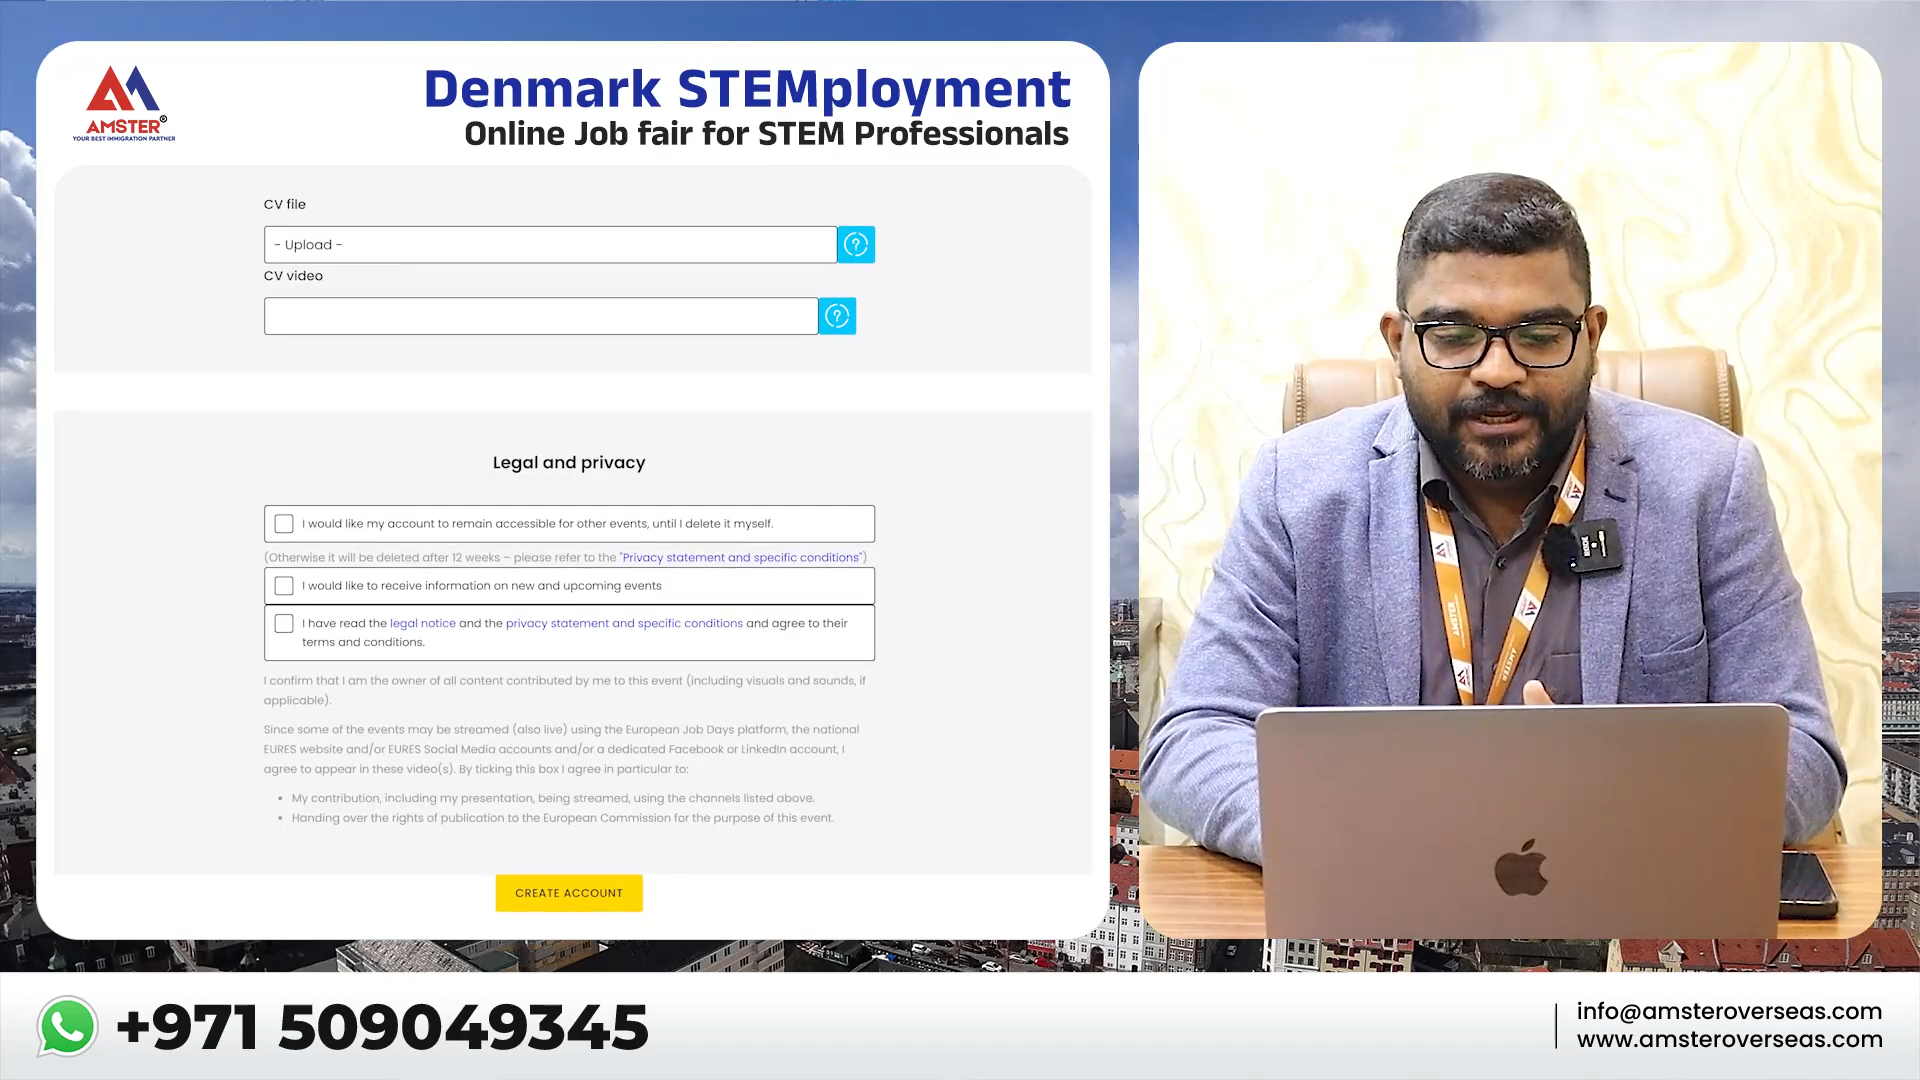 AMSTER®
YOUR BEST IMMIGRATION PARTNER
Denmark STEMployment
Online Job fair for STEM Professionals
CV file
- Upload -
?
CV video
?
Legal and privacy
I would like my account to remain accessible for other events, until I delete it myself.
(Otherwise it will be deleted after 12 weeks – please refer to the "Privacy statement and specific conditions")
I would like to receive information on new and upcoming events
I have read the legal notice and the privacy statement and specific conditions and agree to their
terms and conditions.
I confirm that I am the owner of all content contributed by me to this event (including visuals and sounds, if
applicable).
Since some of the events may be streamed (also live) using the European Job Days platform, the national
EURES website and/or EURES Social Media accounts and/or a dedicated Facebook or LinkedIn account, I
agree to appear in these video(s). By ticking this box I agree in particular to:
• My contribution, including my presentation, being streamed, using the channels listed above.
• Handing over the rights of publication to the European Commission for the purpose of this event.
CREATE ACCOUNT
AMSTER
AMSTER
+971 509049345
info@amsteroverseas.com
www.amsteroverseas.com